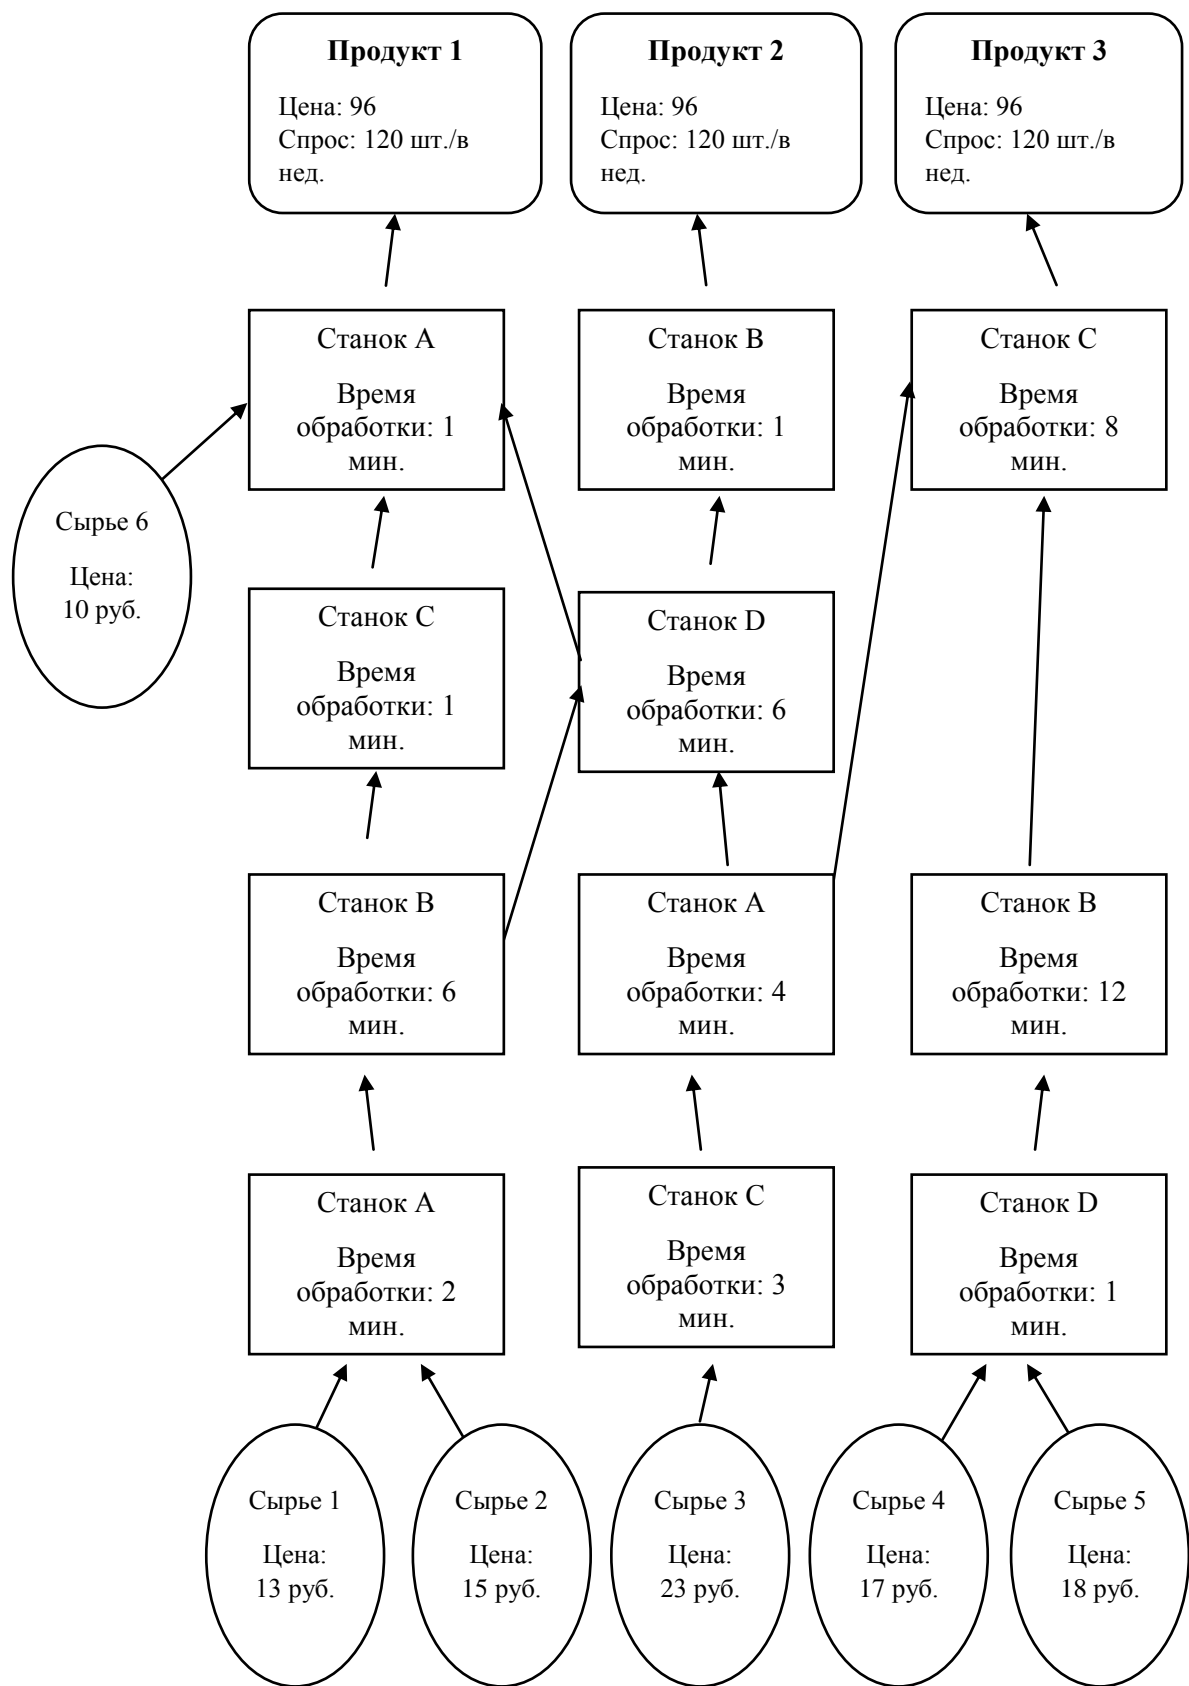 Продукт 1
Цена: 96
Спрос: 120 шт./в
нед.
Продукт 2
Цена: 96
Спрос: 120 шт./в
нед.
Продукт 3
Цена: 96
Спрос: 120 шт./в
нед.
Станок А
Время
обработки: 1
мин.
Станок В
Время
обработки: 1
мин.
Станок С
Время
обработки: 8
мин.
Сырье 6
Цена:
10 руб.
Станок С
Время
обработки: 1
мин.
Станок D
Время
обработки: 6
мин.
Станок В
Время
обработки: 6
мин.
Станок А
Время
обработки: 4
мин.
Станок В
Время
обработки: 12
мин.
Станок А
Время
обработки: 2
мин.
Станок С
Время
обработки: 3
мин.
Станок D
Время
обработки: 1
мин.
Сырье 1
Цена:
13 руб.
Сырье 2
Цена:
15 руб.
Сырье 3
Цена:
23 руб.
Сырье 4
Цена:
17 руб.
Сырье 5
Цена:
18 руб.